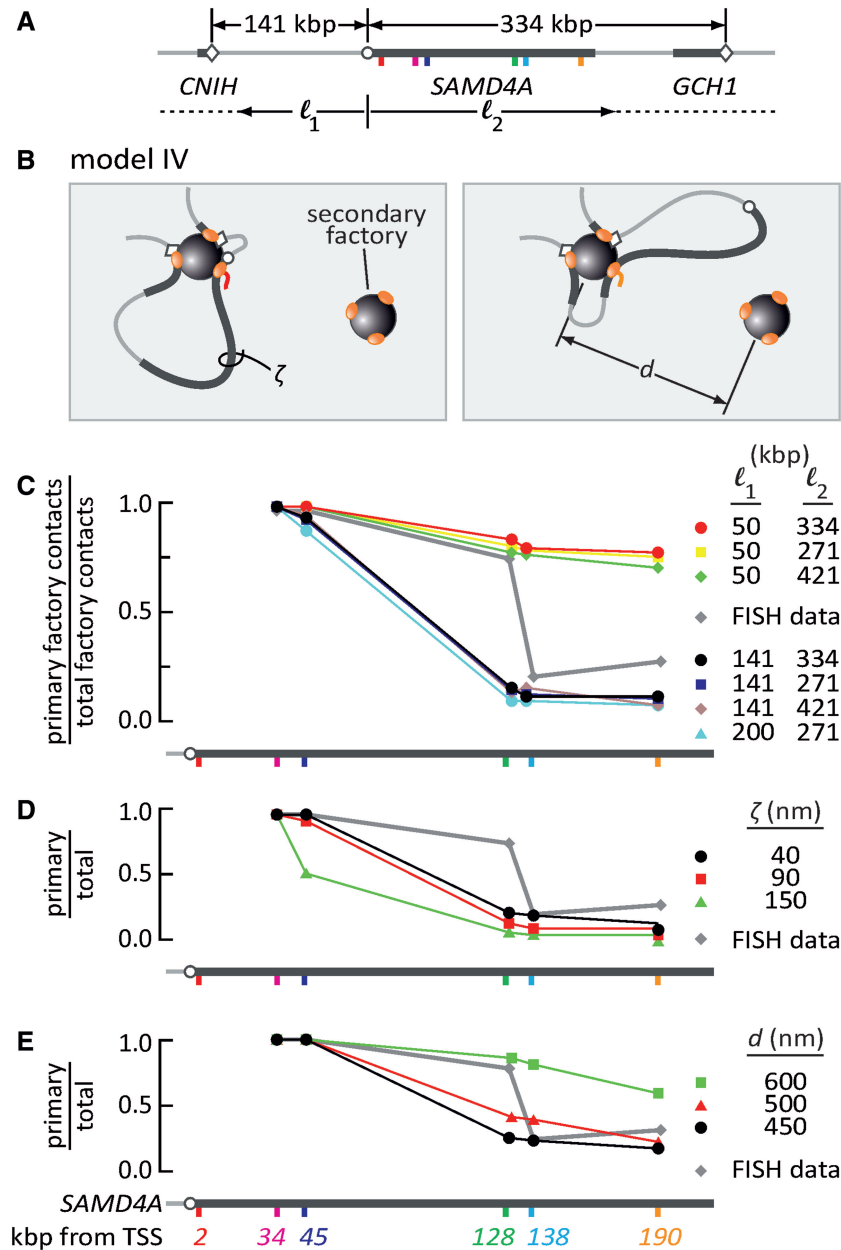 A
141 kbp
334 kbp
CNIH
SAMD4A
GCH1
ℓ1
ℓ2
B
model IV
secondary
factory
ζ
d
C
primary factory contacts
total factory contacts
1.0
0.5
0.0
(kbp)
ℓ1 ℓ2
50 334
50 271
50 421
FISH data
141 334
141 271
141 421
200 271
D
primary
total
1.0
0.5
0.0
ζ (nm)
40
90
150
FISH data
E
primary
total
1.0
0.5
0.0
d (nm)
600
500
450
FISH data
SAMD4A
kbp from TSS 2 34 45 128 138 190